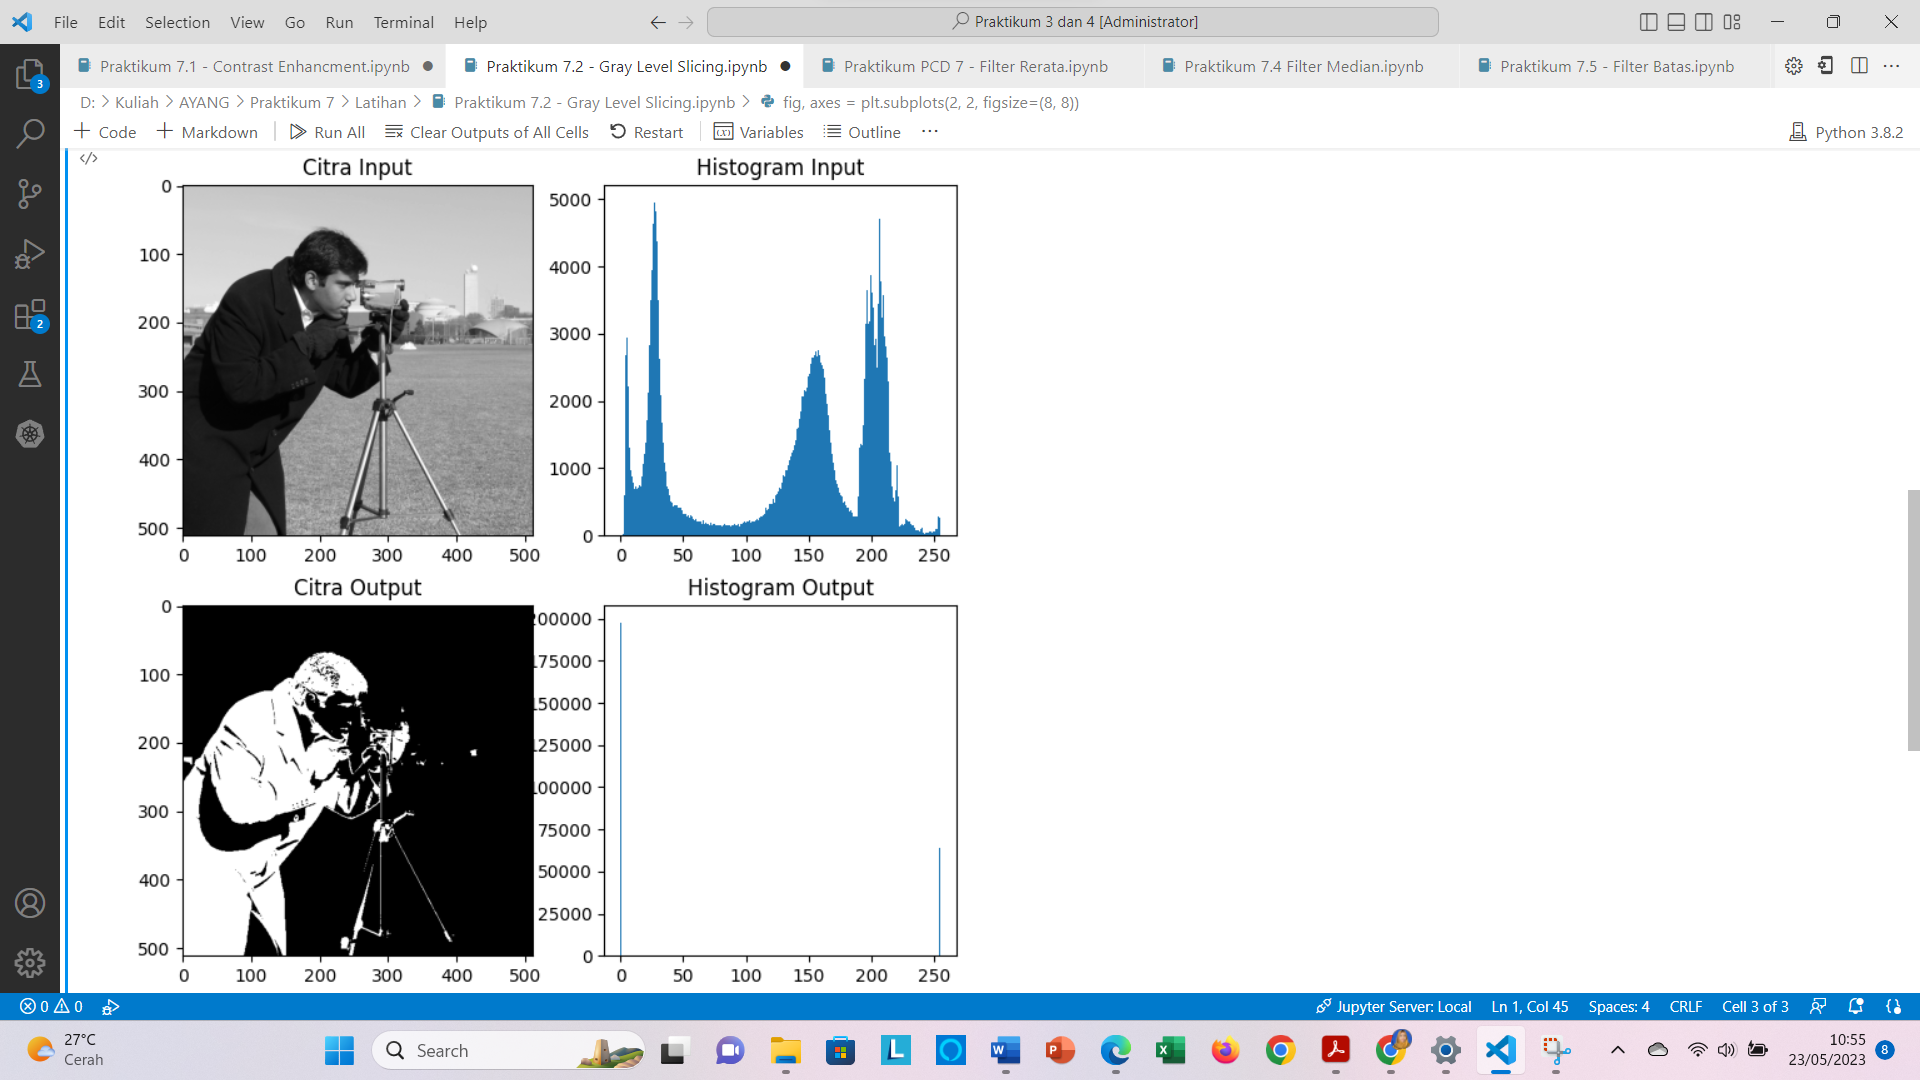 File Edit Selection View Go Run Terminal Help
Praktikum 3 dan 4 [Administrator]
Praktikum 7.1 - Contrast Enhancment.ipynb
Praktikum 7.2 - Gray Level Slicing.ipynb
Praktikum PCD 7 - Filter Rerata.ipynb
Praktikum 7.4 Filter Median.ipynb
Praktikum 7.5 - Filter Batas.ipynb
D: > Kuliah > AYANG > Praktikum 7 > Latihan > Praktikum 7.2 - Gray Level Slicing.ipynb > fig, axes = plt.subplots(2, 2, figsize=(8, 8))
+ Code + Markdown Run All Clear Outputs of All Cells Restart Variables Outline ... Python 3.8.2
3
2
Citra Input
0
100
200
300
400
500
0 100 200 300 400 500
Histogram Input
5000
4000
3000
2000
1000
0
0 50 100 150 200 250
Citra Output
0
100
200
300
400
500
0 100 200 300 400 500
Histogram Output
200000
175000
150000
125000
100000
75000
50000
25000
0
0 50 100 150 200 250
0 0 Jupyter Server: Local Ln 1, Col 45 Spaces: 4 CRLF Cell 3 of 3
27°C
Cerah
Search
10:55
23/05/2023
8